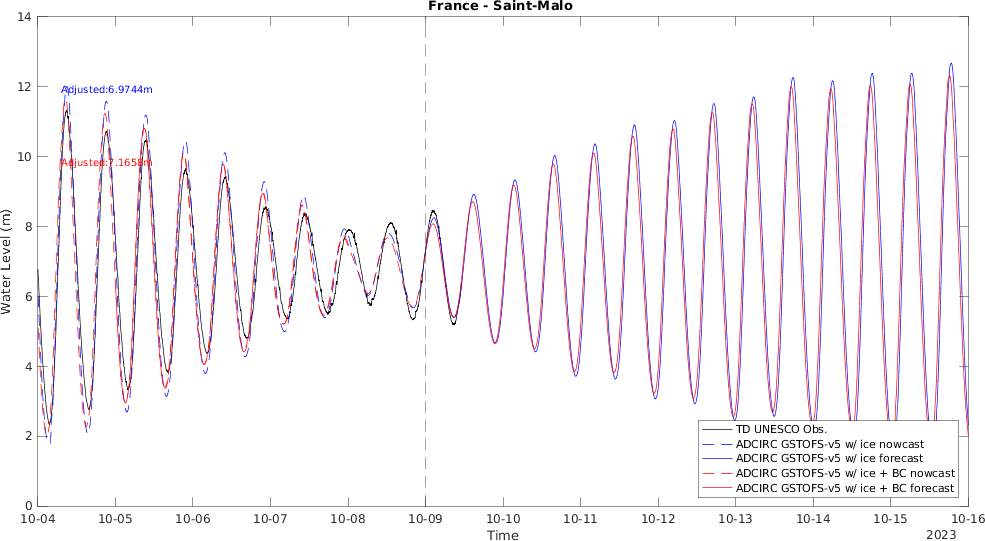 France - Saint-Malo
14
12
10
8
6
4
2
0
Water Level (m)
Adjusted:6.9744m
Adjusted:7.1658m
TD UNESCO Obs.
ADCIRC GSTOFS-v5 w/ ice nowcast
ADCIRC GSTOFS-v5 w/ ice forecast
ADCIRC GSTOFS-v5 w/ ice + BC nowcast
ADCIRC GSTOFS-v5 w/ ice + BC forecast
10-04 10-05 10-06 10-07 10-08 10-09 10-10 10-11 10-12 10-13 10-14 10-15 10-16
Time
2023